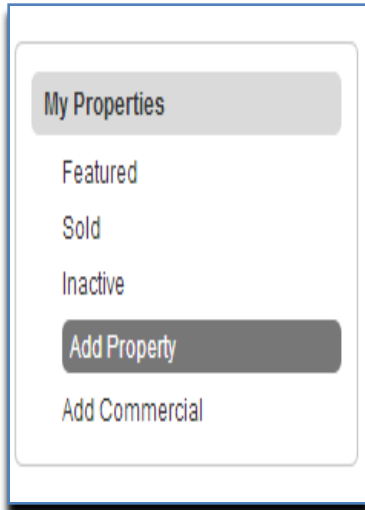 My Properties
Featured
Sold
Inactive
Add Property
Add Commercial